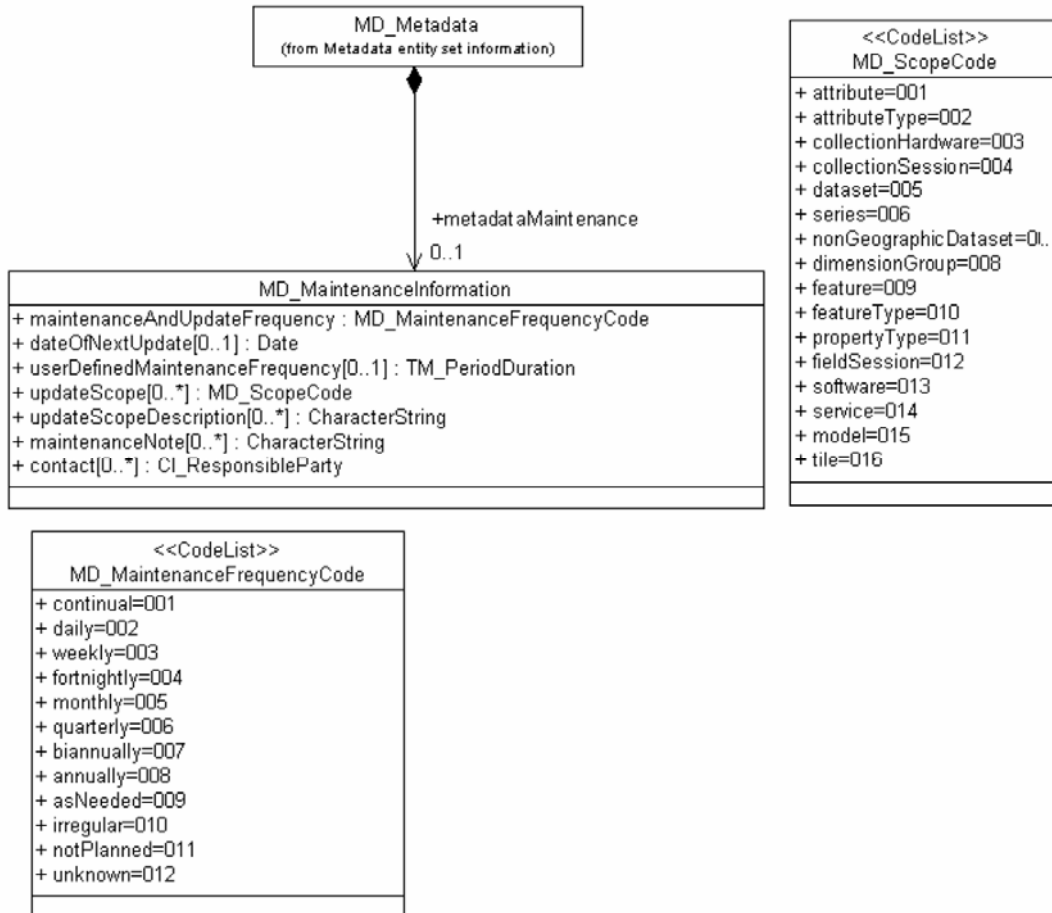 MD_Metadata
(from Metadata entity set information)
+metadataMaintenance
0..1
MD_MaintenanceInformation
+ maintenanceAndUpdateFrequency : MD_MaintenanceFrequencyCode
+ dateOfNextUpdate[0..1] : Date
+ userDefinedMaintenanceFrequency[0..1] : TM_PeriodDuration
+ updateScope[0..*] : MD_ScopeCode
+ updateScopeDescription[0..*] : CharacterString
+ maintenanceNote[0..*] : CharacterString
+ contact[0..*] : CI_ResponsibleParty
<<CodeList>>
MD_ScopeCode
+ attribute=001
+ attributeType=002
+ collectionHardware=003
+ collectionSession=004
+ dataset=005
+ series=006
+ nonGeographicDataset=0..
+ dimensionGroup=008
+ feature=009
+ featureType=010
+ propertyType=011
+ fieldSession=012
+ software=013
+ service=014
+ model=015
+ tile=016
<<CodeList>>
MD_MaintenanceFrequencyCode
+ continual=001
+ daily=002
+ weekly=003
+ fortnightly=004
+ monthly=005
+ quarterly=006
+ biannually=007
+ annually=008
+ asNeeded=009
+ irregular=010
+ notPlanned=011
+ unknown=012